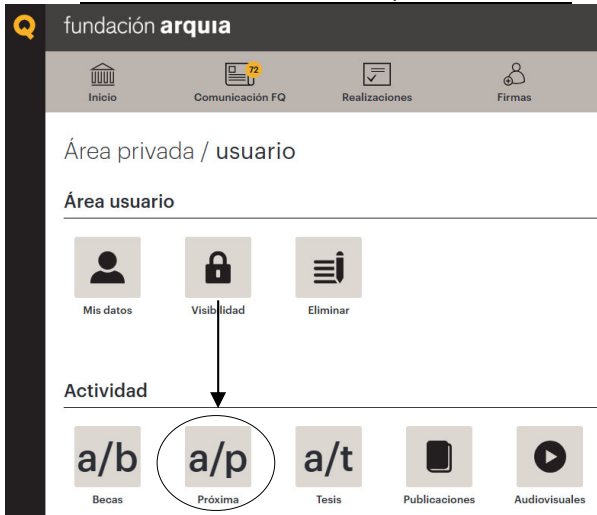 fundación arquia
72
Inicio Comunicación FQ Realizaciones Firmas
Área privada / usuario
Área usuario
Mis datos Visibilidad Eliminar
Actividad
a/b a/p a/t
Becas Próxima Tesis Publicaciones Audiovisuales